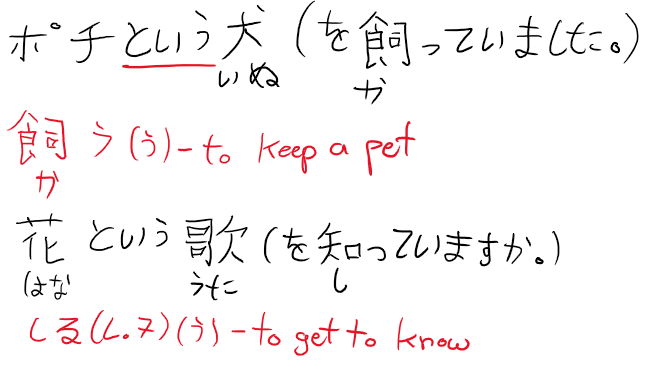 ポチという犬(を飼っていました。)
いぬ か
飼う(う)-to keep a pet
か
花という歌(を知っていますか。)
はな うた し
しる(し.ス)(う)-to get to know